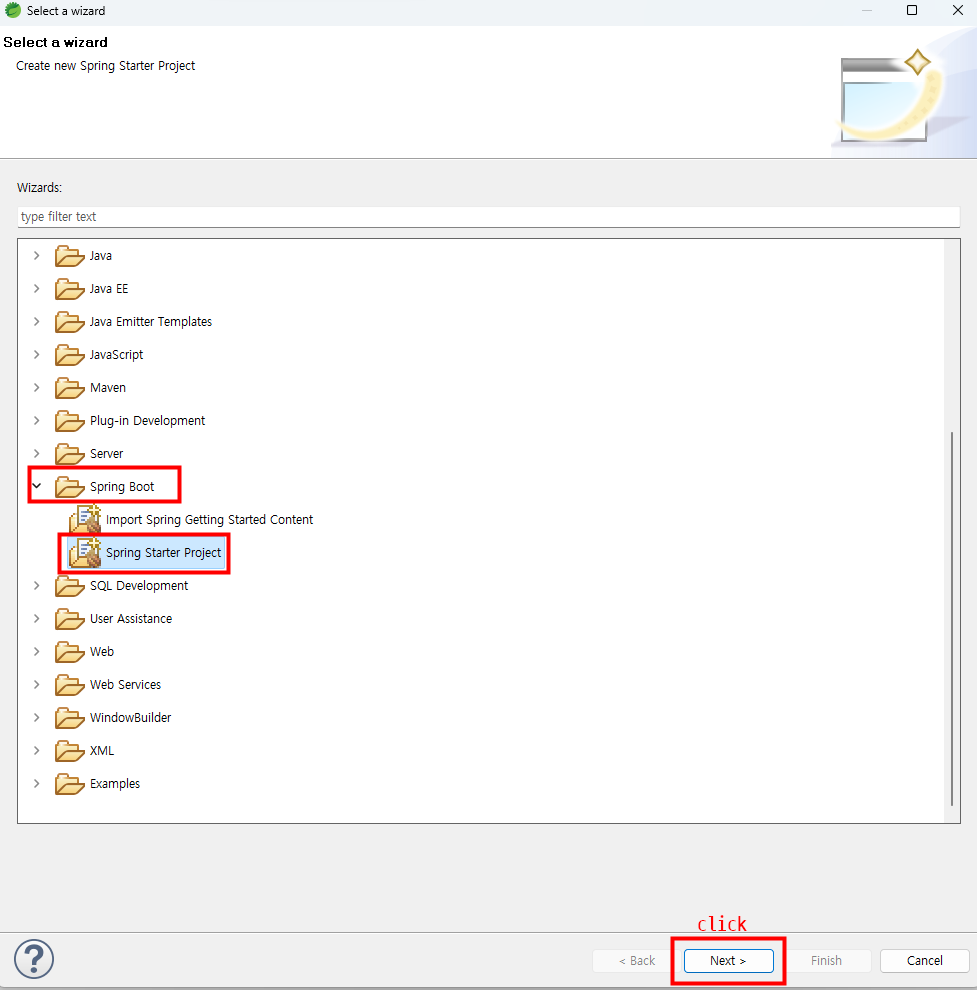 Select a wizard
Select a wizard
Create new Spring Starter Project
Wizards:
type filter text
Java
Java EE
Java Emitter Templates
JavaScript
Maven
Plug-in Development
Server
Spring Boot
Import Spring Getting Started Content
Spring Starter Project
SQL Development
User Assistance
Web
Web Services
WindowBuilder
XML
Examples
click
? < Back Next > Finish Cancel